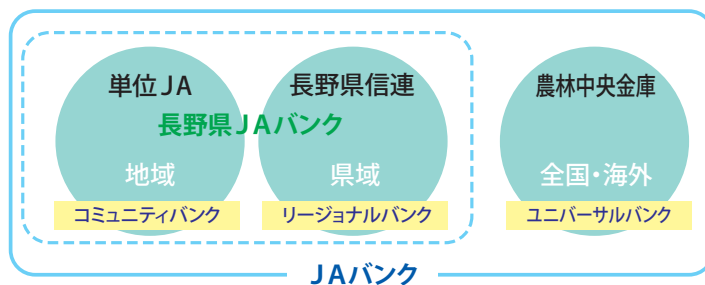 単位JA
長野県信連
農林中央金庫
長野県JAバンク
地域
県域
全国・海外
コミュニティバンク
リージョナルバンク
ユニバーサルバンク
JAバンク